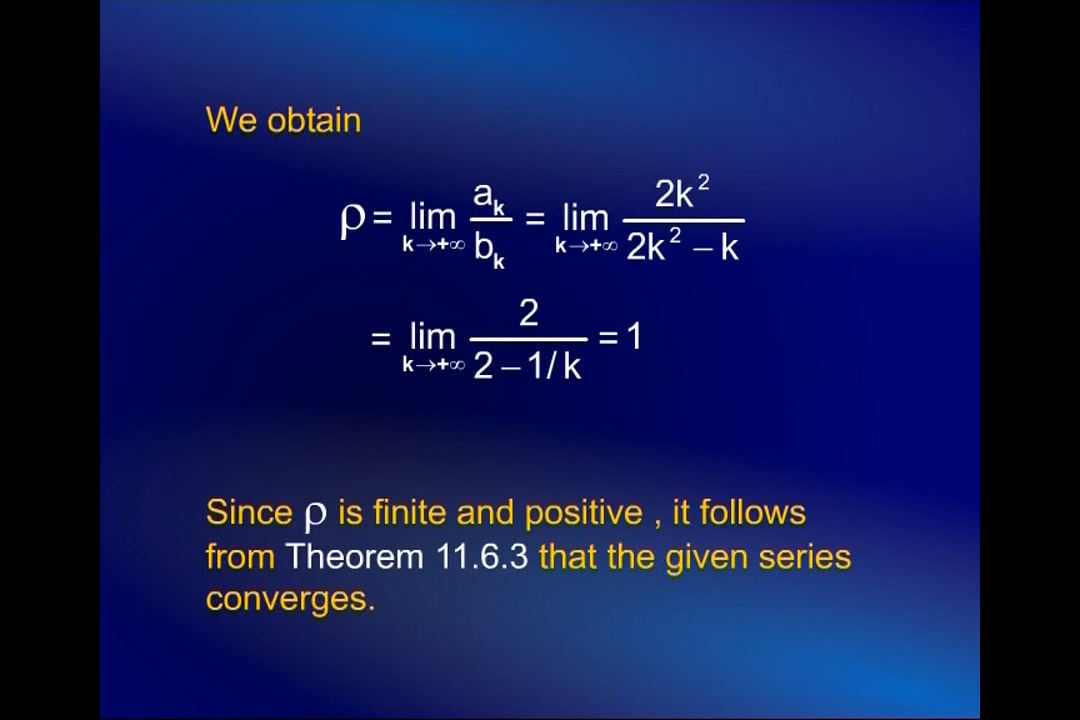 We obtain
ρ = lim k→+∞ a_k / b_k = lim k→+∞ 2k² / 2k² – k
= lim k→+∞ 2 / 2 – 1/k = 1
Since ρ is finite and positive , it follows
from Theorem 11.6.3 that the given series
converges.